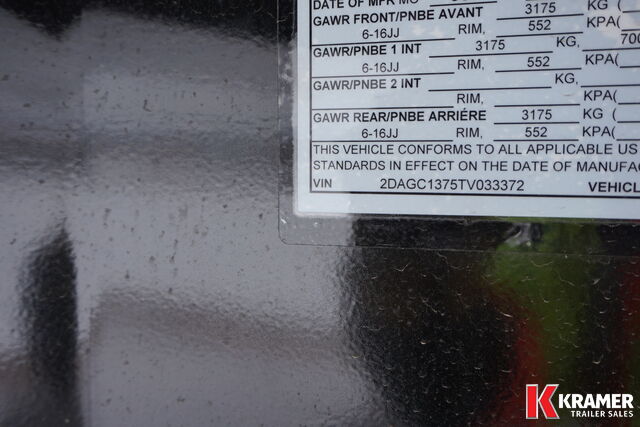 DATE OF MFR MO
GAWR FRONT/PNBE AVANT 3175 KG
6-16JJ RIM, 552 KPA(
GAWR/PNBE 1 INT 3175 KG, 700
6-16JJ RIM, 552 KPA(
GAWR/PNBE 2 INT KG,
RIM, KPA(
GAWR REAR/PNBE ARRIÉRE 3175 KG
6-16JJ RIM, 552 KPA(
THIS VEHICLE CONFORMS TO ALL APPLICABLE US
STANDARDS IN EFFECT ON THE DATE OF MANUFAC
VIN 2DAGC1375TV033372 VEHICL
K KRAMER
TRAILER SALES